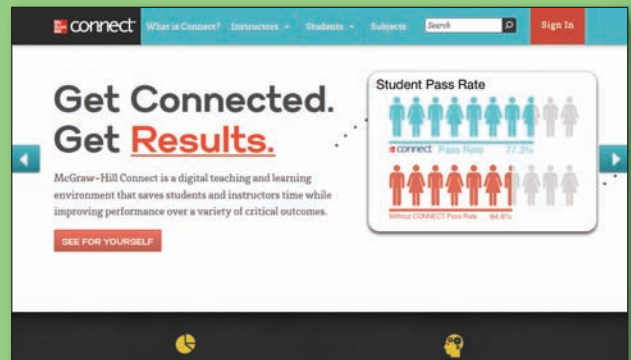 connect
What is Connect?
Instructors
Students
Subjects
Search
Sign In
Get Connected.
Get Results.
McGraw-Hill Connect is a digital teaching and learning
environment that saves students and instructors time while
improving performance over a variety of critical outcomes.
SEE FOR YOURSELF
Student Pass Rate
connect Pass Rate 77.3%
Without CONNECT Pass Rate 64.6%